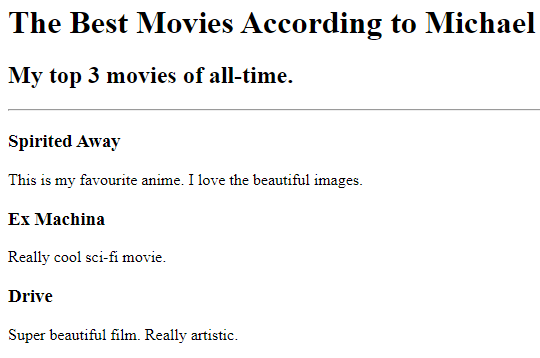 The Best Movies According to Michael
My top 3 movies of all-time.
Spirited Away
This is my favourite anime. I love the beautiful images.
Ex Machina
Really cool sci-fi movie.
Drive
Super beautiful film. Really artistic.